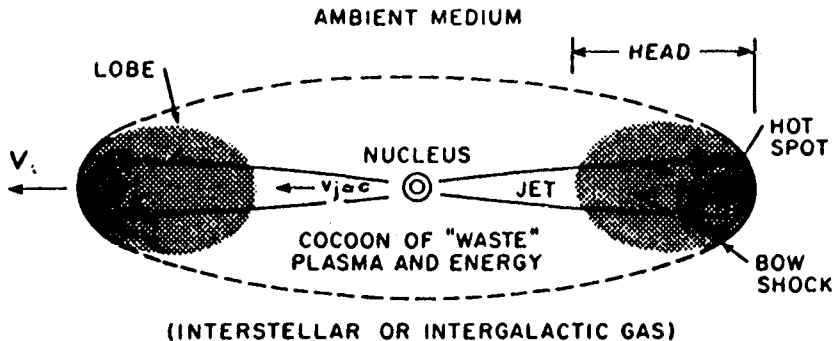 AMBIENT MEDIUM
HEAD
LOBE
HOT
SPOT
NUCLEUS
JET
COCOON OF "WASTE"
PLASMA AND ENERGY
BOW
SHOCK
(INTERSTELLAR OR INTERGALACTIC GAS)